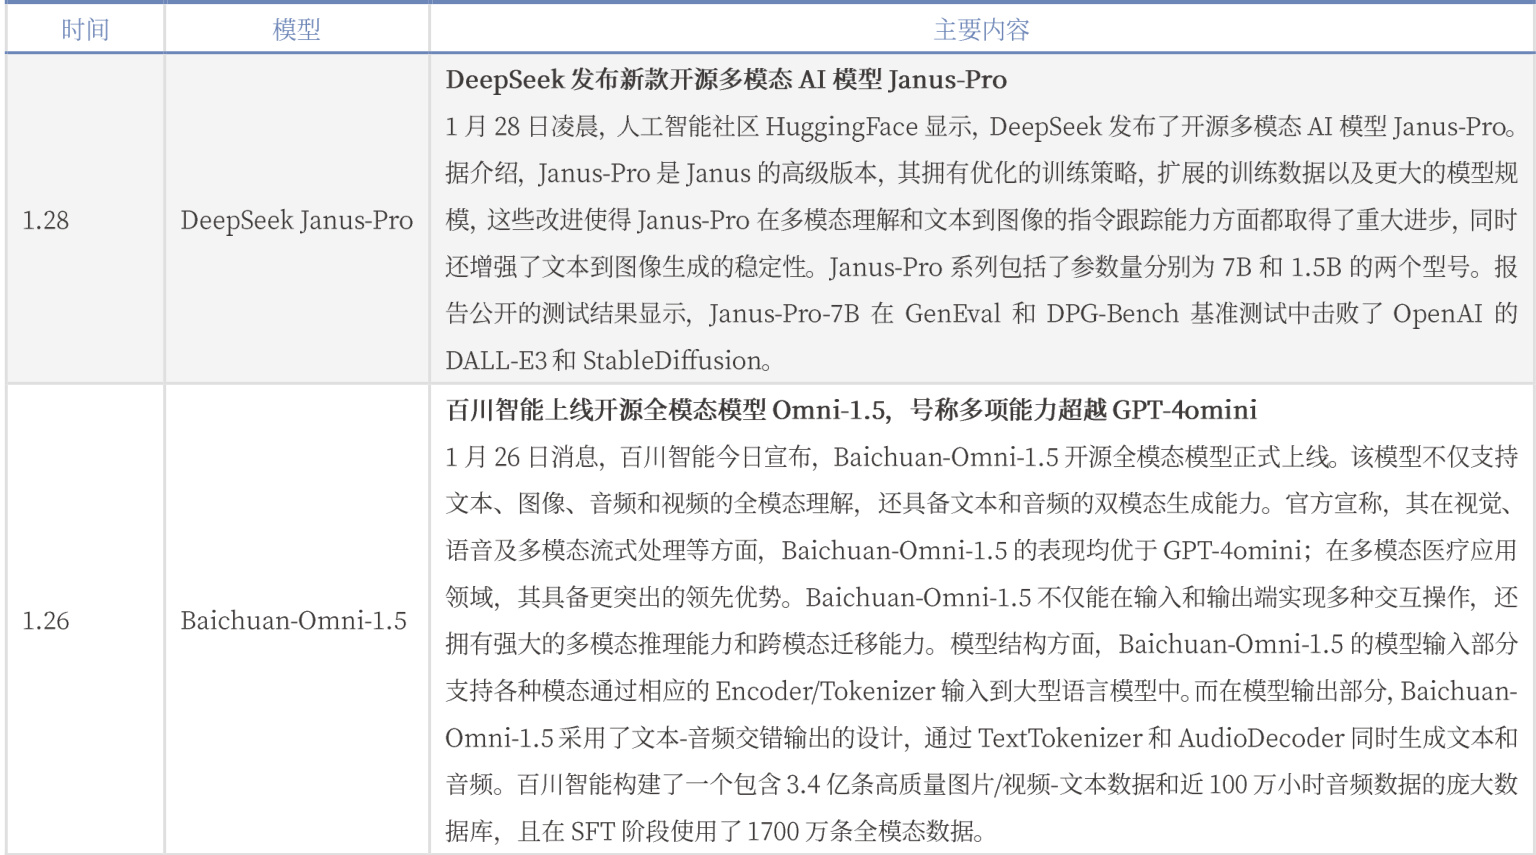 时间 模型 主要内容
DeepSeek 发布新款开源多模态 AI 模型 Janus-Pro
1 月 28 日凌晨, 人工智能社区 HuggingFace 显示, DeepSeek 发布了开源多模态 AI 模型 Janus-Pro。
据介绍, Janus-Pro 是 Janus 的高级版本, 其拥有优化的训练策略, 扩展的训练数据以及更大的模型规
1.28 DeepSeek Janus-Pro 模, 这些改进使得 Janus-Pro 在多模态理解和文本到图像的指令跟踪能力方面都取得了重大进步, 同时
还增强了文本到图像生成的稳定性。Janus-Pro 系列包括了参数量分别为 7B 和 1.5B 的两个型号。报
告公开的测试结果显示, Janus-Pro-7B 在 GenEval 和 DPG-Bench 基准测试中击败了 OpenAI 的
DALL-E3 和 StableDiffusion。
百川智能上线开源全模态模型 Omni-1.5, 号称多项能力超越 GPT-4omini
1 月 26 日消息, 百川智能今日宣布, Baichuan-Omni-1.5 开源全模态模型正式上线。该模型不仅支持
文本、图像、音频和视频的全模态理解, 还具备文本和音频的双模态生成能力。官方宣称, 其在视觉、
语音及多模态流式处理等方面, Baichuan-Omni-1.5 的表现均优于 GPT-4omini; 在多模态医疗应用
领域, 其具备更突出的领先优势。Baichuan-Omni-1.5 不仅能在输入和输出端实现多种交互操作, 还
1.26 Baichuan-Omni-1.5 拥有强大的多模态推理能力和跨模态迁移能力。模型结构方面, Baichuan-Omni-1.5 的模型输入部分
支持各种模态通过相应的 Encoder/Tokenizer 输入到大型语言模型中。而在模型输出部分, Baichuan-
Omni-1.5 采用了文本-音频交错输出的设计, 通过 TextTokenizer 和 AudioDecoder 同时生成文本和
音频。百川智能构建了一个包含 3.4 亿条高质量图片/视频-文本数据和近 100 万小时音频数据的庞大数
据库, 且在 SFT 阶段使用了 1700 万条全模态数据。